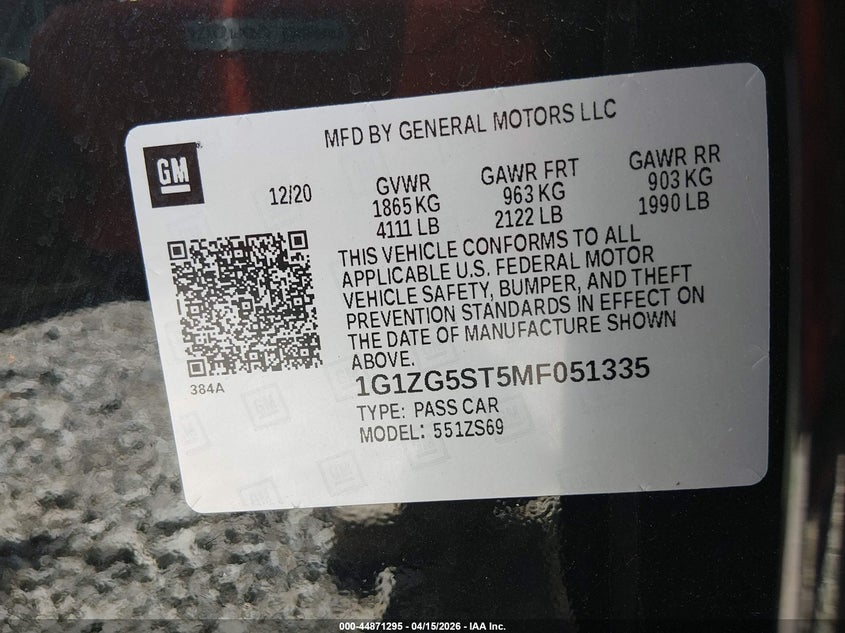 MFD BY GENERAL MOTORS LLC
GM
12/20
GVWR
1865 KG
4111 LB
GAWR FRT
963 KG
2122 LB
GAWR RR
903 KG
1990 LB
THIS VEHICLE CONFORMS TO ALL
APPLICABLE U.S. FEDERAL MOTOR
VEHICLE SAFETY, BUMPER, AND THEFT
PREVENTION STANDARDS IN EFFECT ON
THE DATE OF MANUFACTURE SHOWN
ABOVE.
384A
1G1ZG5ST5MF051335
TYPE: PASS CAR
MODEL: 551ZS69
000-44871295 - 04/15/2026 - IAA Inc.